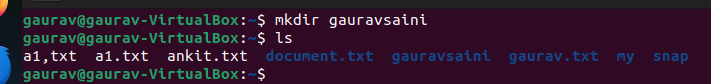 gaurav@gaurav-VirtualBox:~$ mkdir gauravsaini
gaurav@gaurav-VirtualBox:~$ ls
a1,txt  a1.txt  ankit.txt  document.txt  gauravsaini  gaurav.txt  my  snap
gaurav@gaurav-VirtualBox:~$